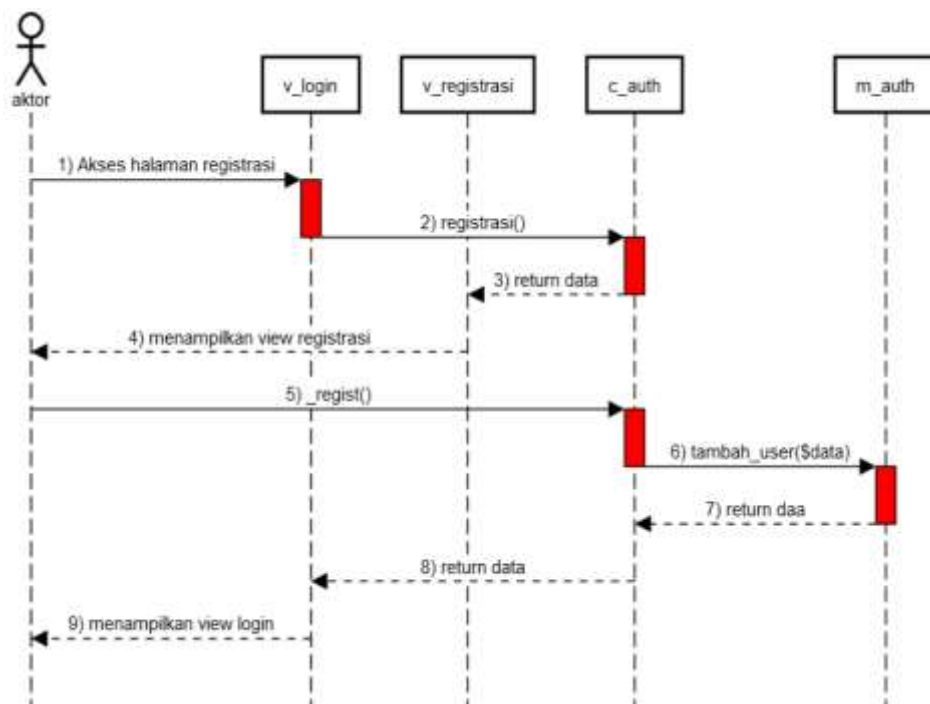 aktor
v_login
v_registrasi
c_auth
m_auth
1) Akses halaman registrasi
2) registrasi()
3) return data
4) menampilkan view registrasi
5) _regist()
6) tambah_user($data)
7) return daa
8) return data
9) menampilkan view login